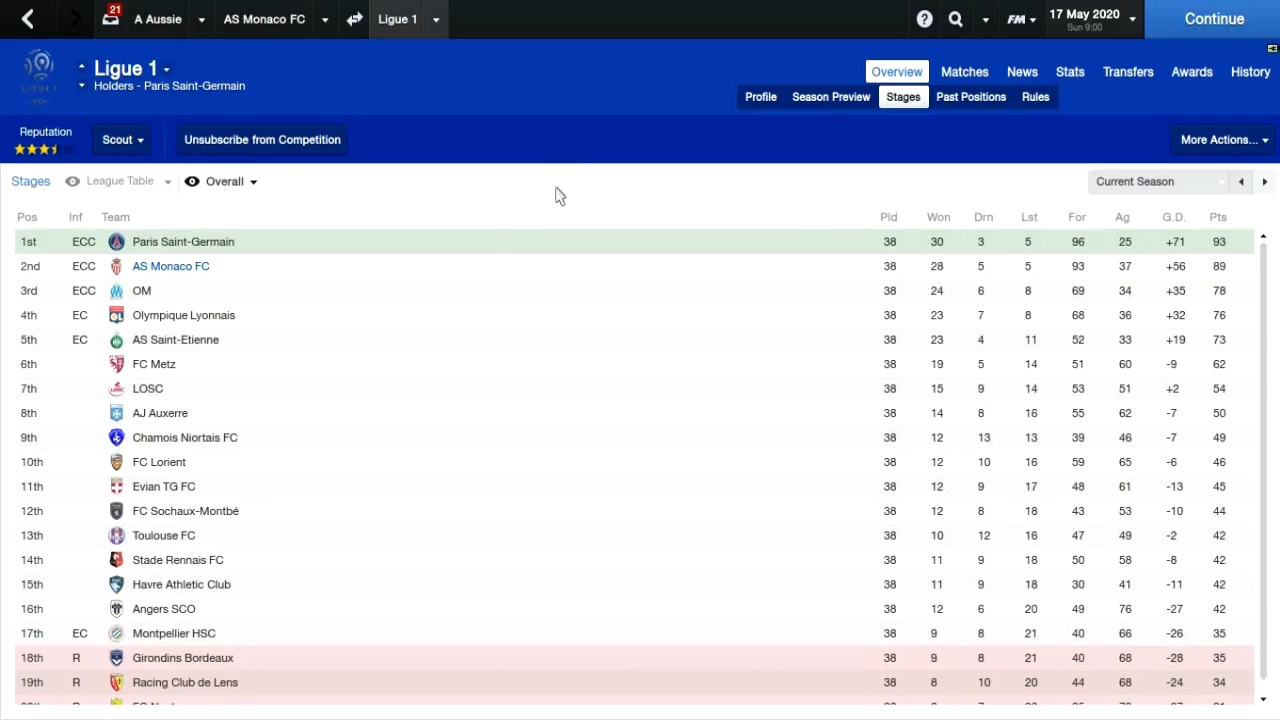 21 A Aussie AS Monaco FC Ligue 1 ? FM 17 May 2020 Sun 9:00 Continue
LIGUE 1 Ligue 1
Holders - Paris Saint-Germain
Overview Matches News Stats Transfers Awards History
Profile Season Preview Stages Past Positions Rules
Reputation Scout Unsubscribe from Competition More Actions...
Stages League Table Overall Current Season
Pos Inf Team Pld Won Drn Lst For Ag G.D. Pts
1st ECC Paris Saint-Germain 38 30 3 5 96 25 +71 93
2nd ECC AS Monaco FC 38 28 5 5 93 37 +56 89
3rd ECC OM 38 24 6 8 69 34 +35 78
4th EC Olympique Lyonnais 38 23 7 8 68 36 +32 76
5th EC AS Saint-Etienne 38 23 4 11 52 33 +19 73
6th FC Metz 38 19 5 14 51 60 -9 62
7th LOSC 38 15 9 14 53 51 +2 54
8th AJ Auxerre 38 14 8 16 55 62 -7 50
9th Chamois Niortais FC 38 12 13 13 39 46 -7 49
10th FC Lorient 38 12 10 16 59 65 -6 46
11th Evian TG FC 38 12 9 17 48 61 -13 45
12th FC Sochaux-Montbé 38 12 8 18 43 53 -10 44
13th Toulouse FC 38 10 12 16 47 49 -2 42
14th Stade Rennais FC 38 11 9 18 50 58 -8 42
15th Havre Athletic Club 38 11 9 18 30 41 -11 42
16th Angers SCO 38 12 6 20 49 76 -27 42
17th EC Montpellier HSC 38 9 8 21 40 66 -26 35
18th R Girondins Bordeaux 38 9 8 21 40 68 -28 35
19th R Racing Club de Lens 38 8 10 20 44 68 -24 34